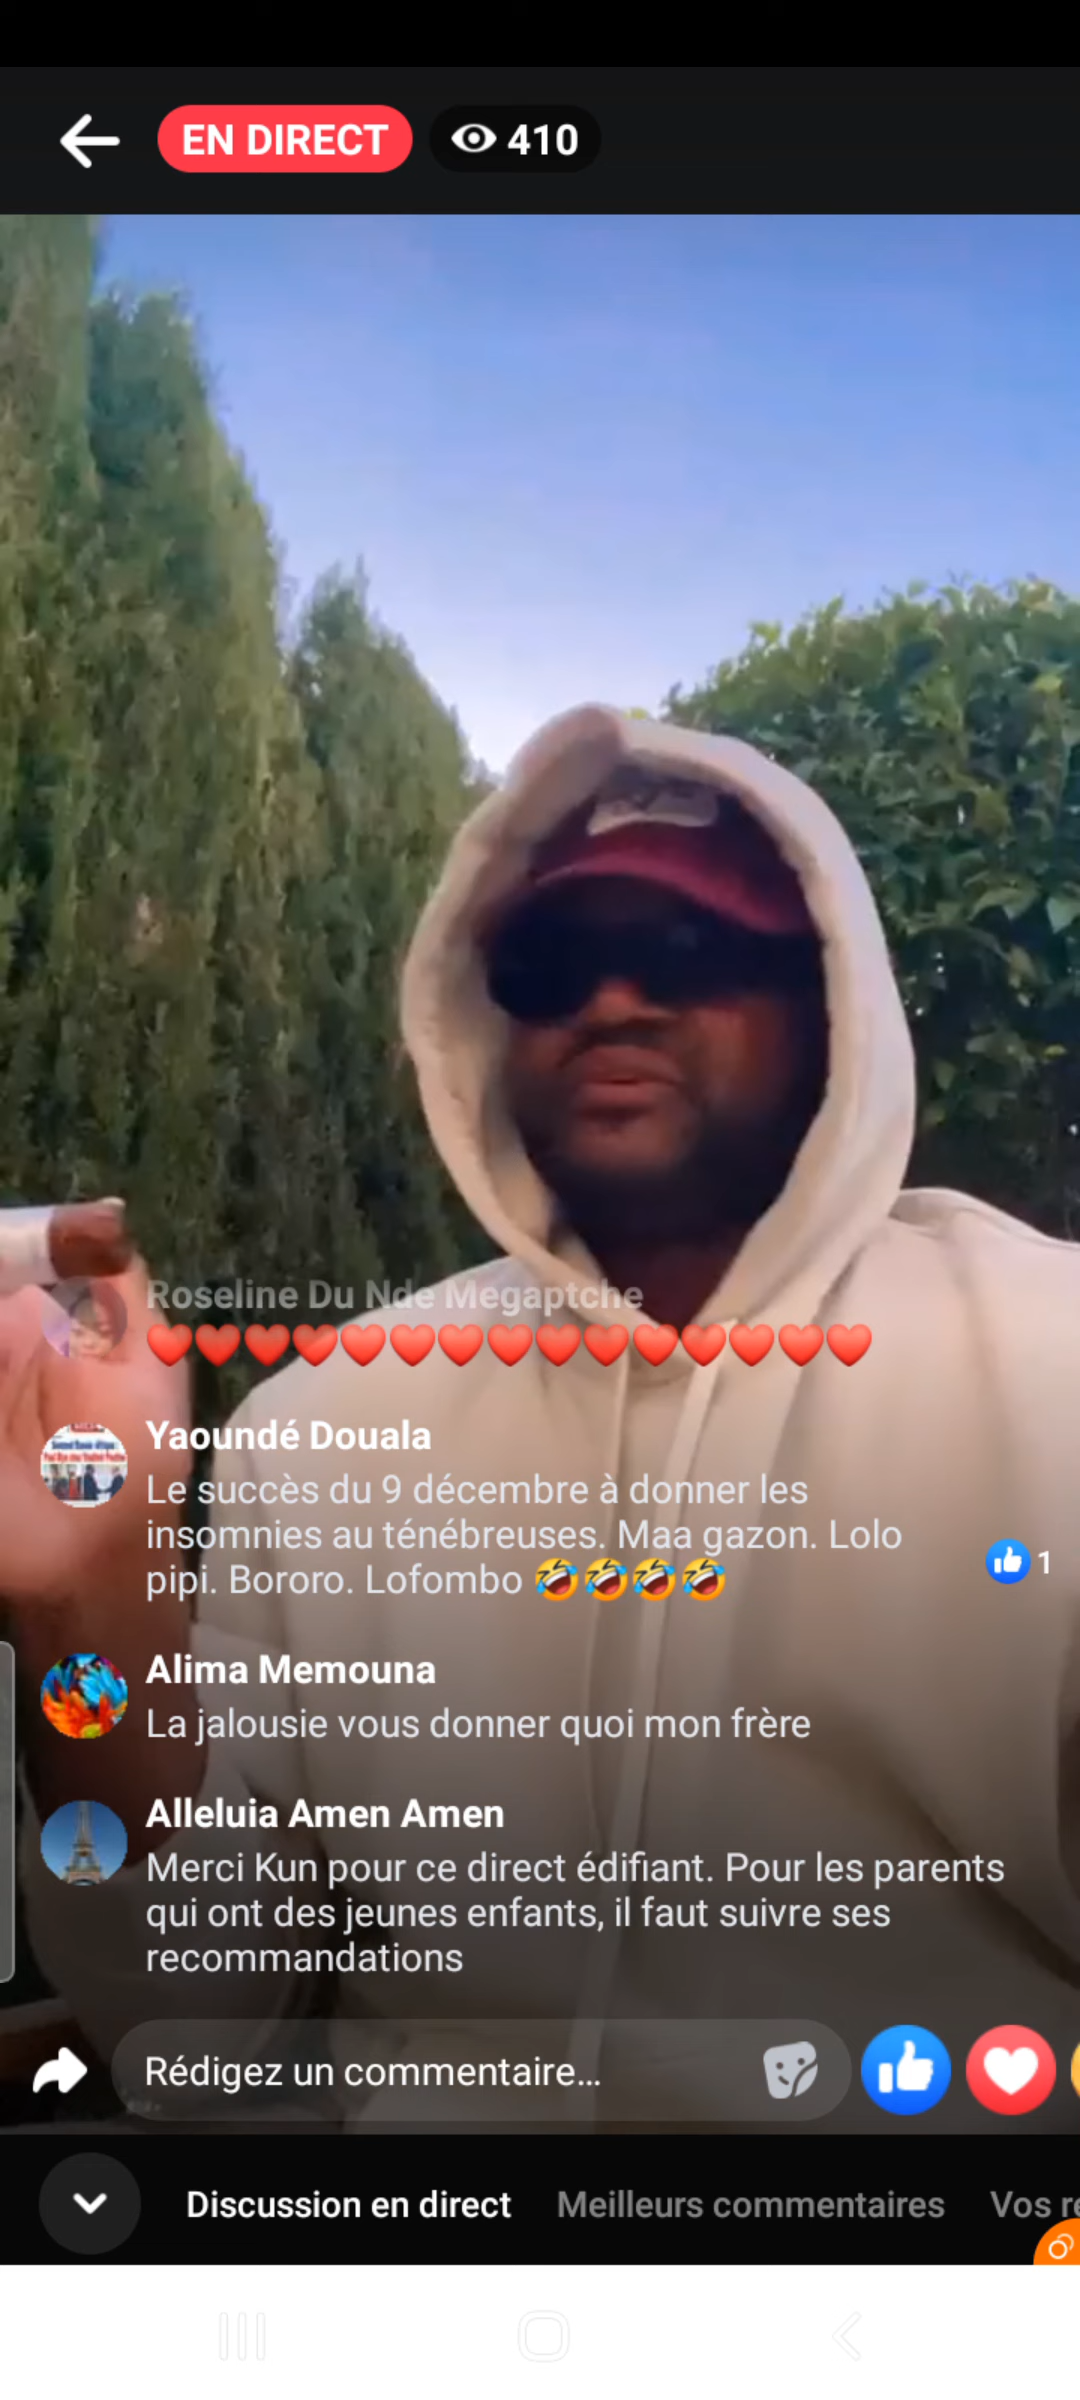 EN DIRECT
410
Roseline Du Nde Megaptche
Yaoundé Douala
Le succès du 9 décembre à donner les
insomnies au ténébreuses. Maa gazon. Lolo
pipi. Bororo. Lofombo 🤣🤣🤣🤣
1
Alima Memouna
La jalousie vous donner quoi mon frère
Alleluia Amen Amen
Merci Kun pour ce direct édifiant. Pour les parents
qui ont des jeunes enfants, il faut suivre ses
recommandations
Rédigez un commentaire...
Discussion en direct
Meilleurs commentaires
Vos re